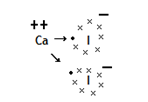 ++
Ca → I −
I −